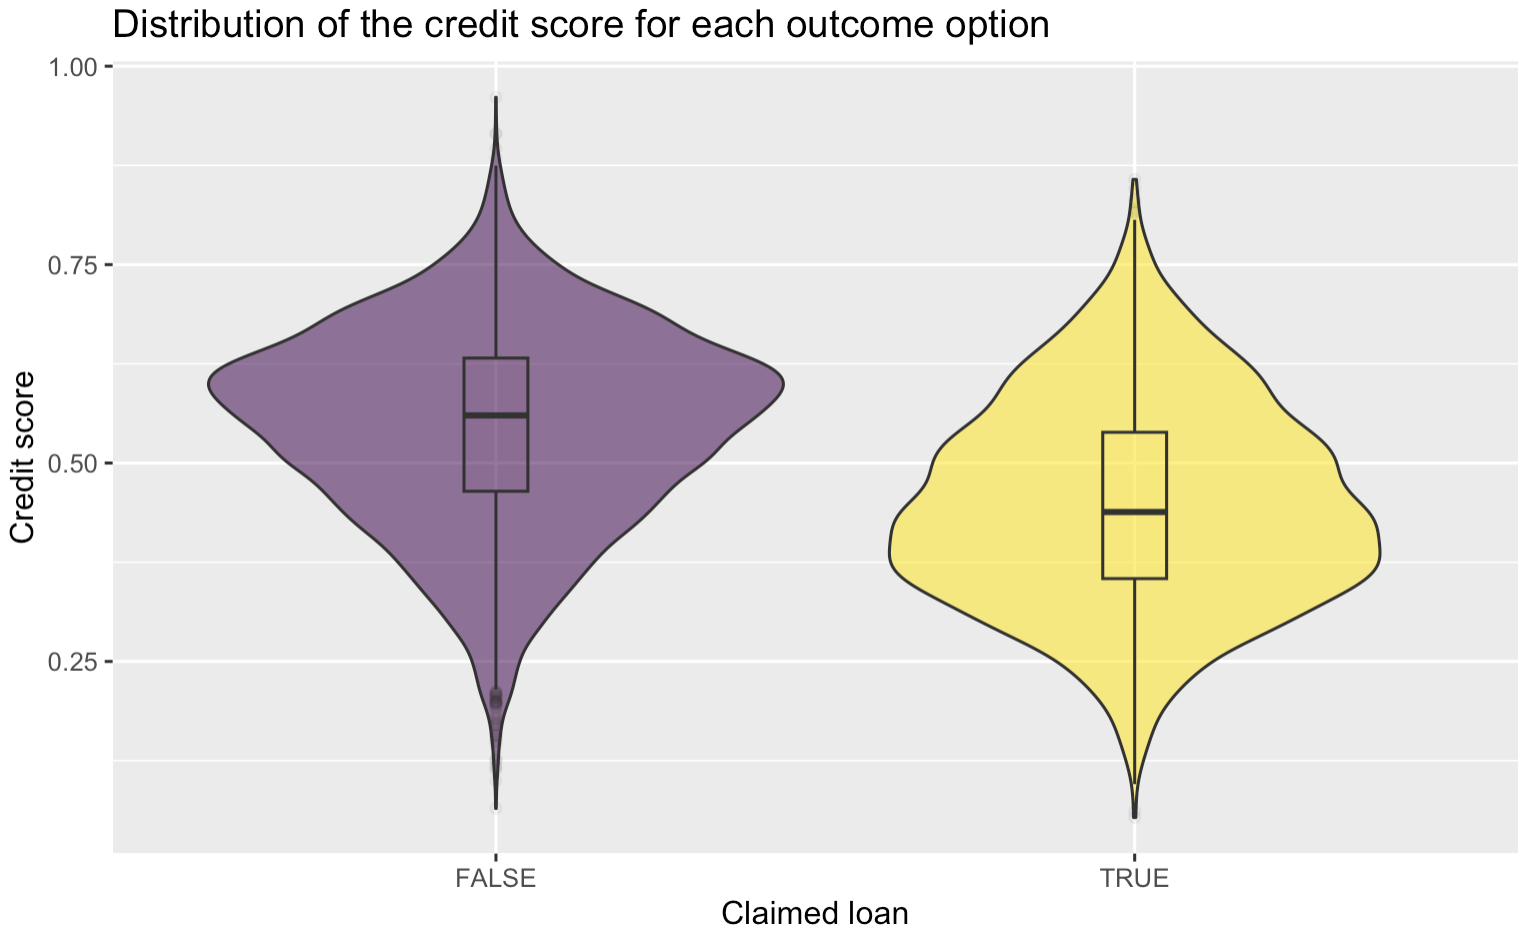 Distribution of the credit score for each outcome option
Credit score
1.00
0.75
0.50
0.25
FALSE
TRUE
Claimed loan